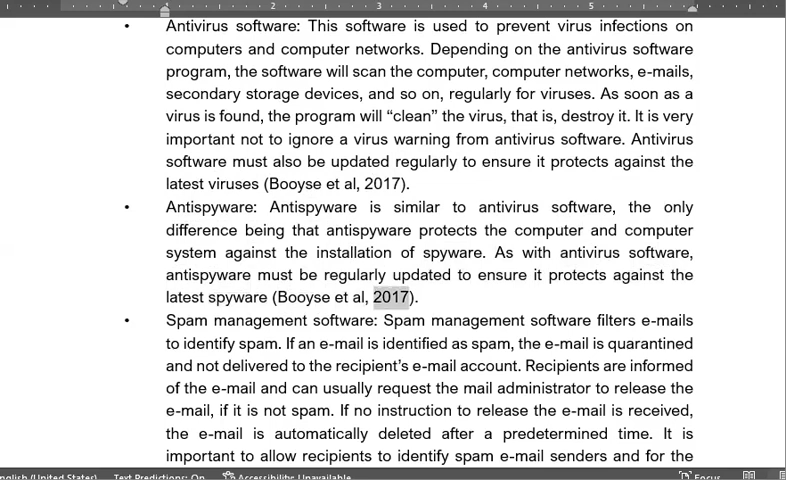 2 3 4 5
• Antivirus software: This software is used to prevent virus infections on
computers and computer networks. Depending on the antivirus software
program, the software will scan the computer, computer networks, e-mails,
secondary storage devices, and so on, regularly for viruses. As soon as a
virus is found, the program will “clean” the virus, that is, destroy it. It is very
important not to ignore a virus warning from antivirus software. Antivirus
software must also be updated regularly to ensure it protects against the
latest viruses (Booyse et al, 2017).
• Antispyware: Antispyware is similar to antivirus software, the only
difference being that antispyware protects the computer and computer
system against the installation of spyware. As with antivirus software,
antispyware must be regularly updated to ensure it protects against the
latest spyware (Booyse et al, 2017).
• Spam management software: Spam management software filters e-mails
to identify spam. If an e-mail is identified as spam, the e-mail is quarantined
and not delivered to the recipient’s e-mail account. Recipients are informed
of the e-mail and can usually request the mail administrator to release the
e-mail, if it is not spam. If no instruction to release the e-mail is received,
the e-mail is automatically deleted after a predetermined time. It is
important to allow recipients to identify spam e-mail senders and for the
nglish (United States) Text Predictions: On Accessibility: Unavailable Focus